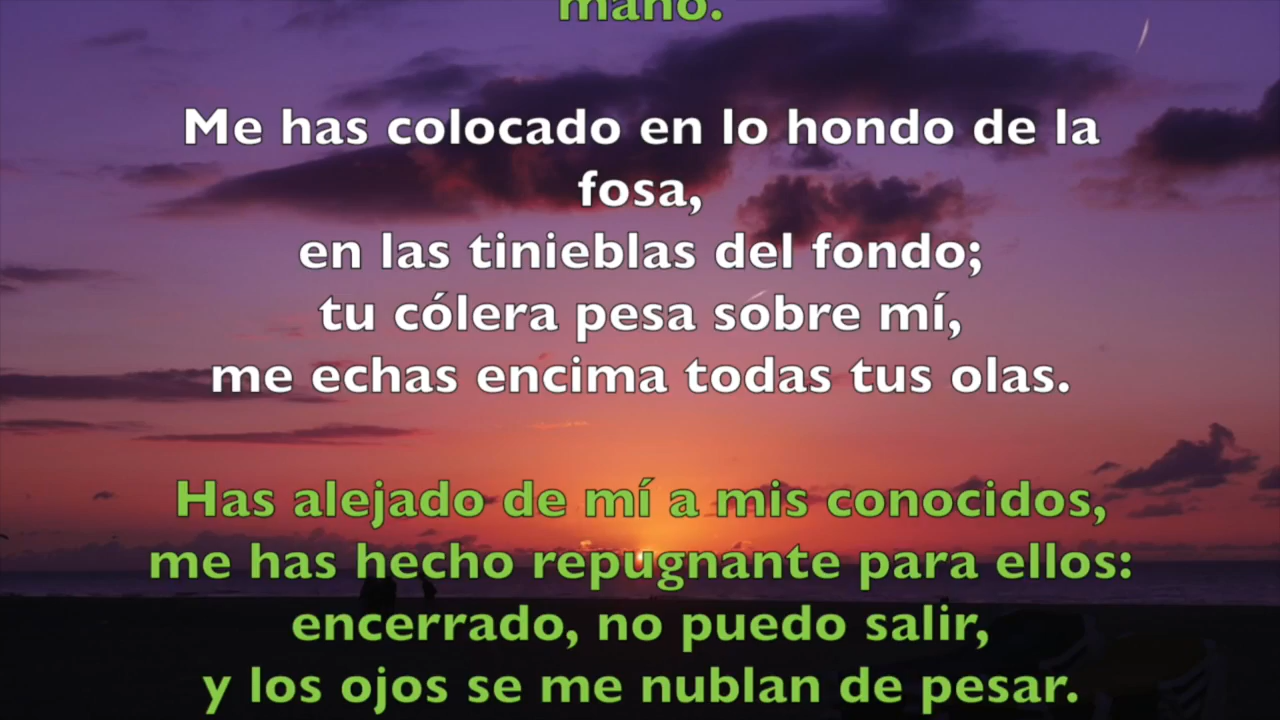 mano.
Me has colocado en lo hondo de la
fosa,
en las tinieblas del fondo;
tu cólera pesa sobre mí,
me echas encima todas tus olas.
Has alejado de mí a mis conocidos,
me has hecho repugnante para ellos:
encerrado, no puedo salir,
y los ojos se me nublan de pesar.